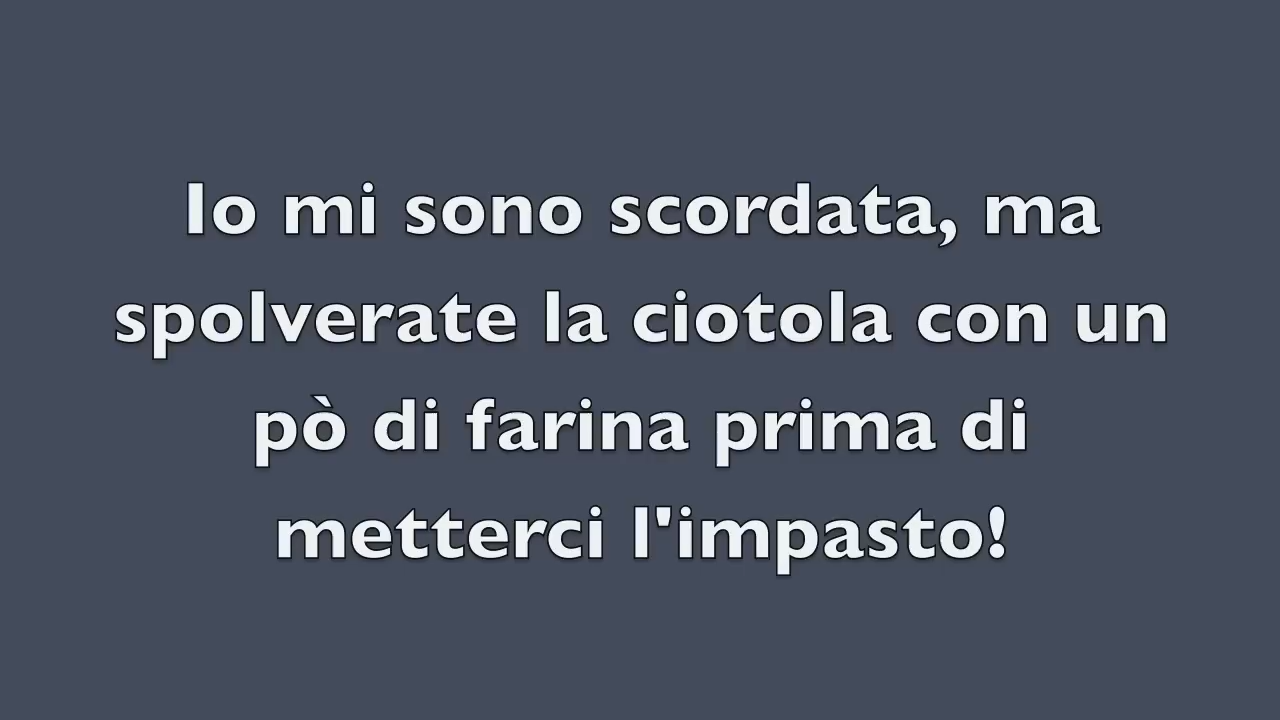 Io mi sono scordata, ma
spolverate la ciotola con un
pò di farina prima di
metterci l'impasto!